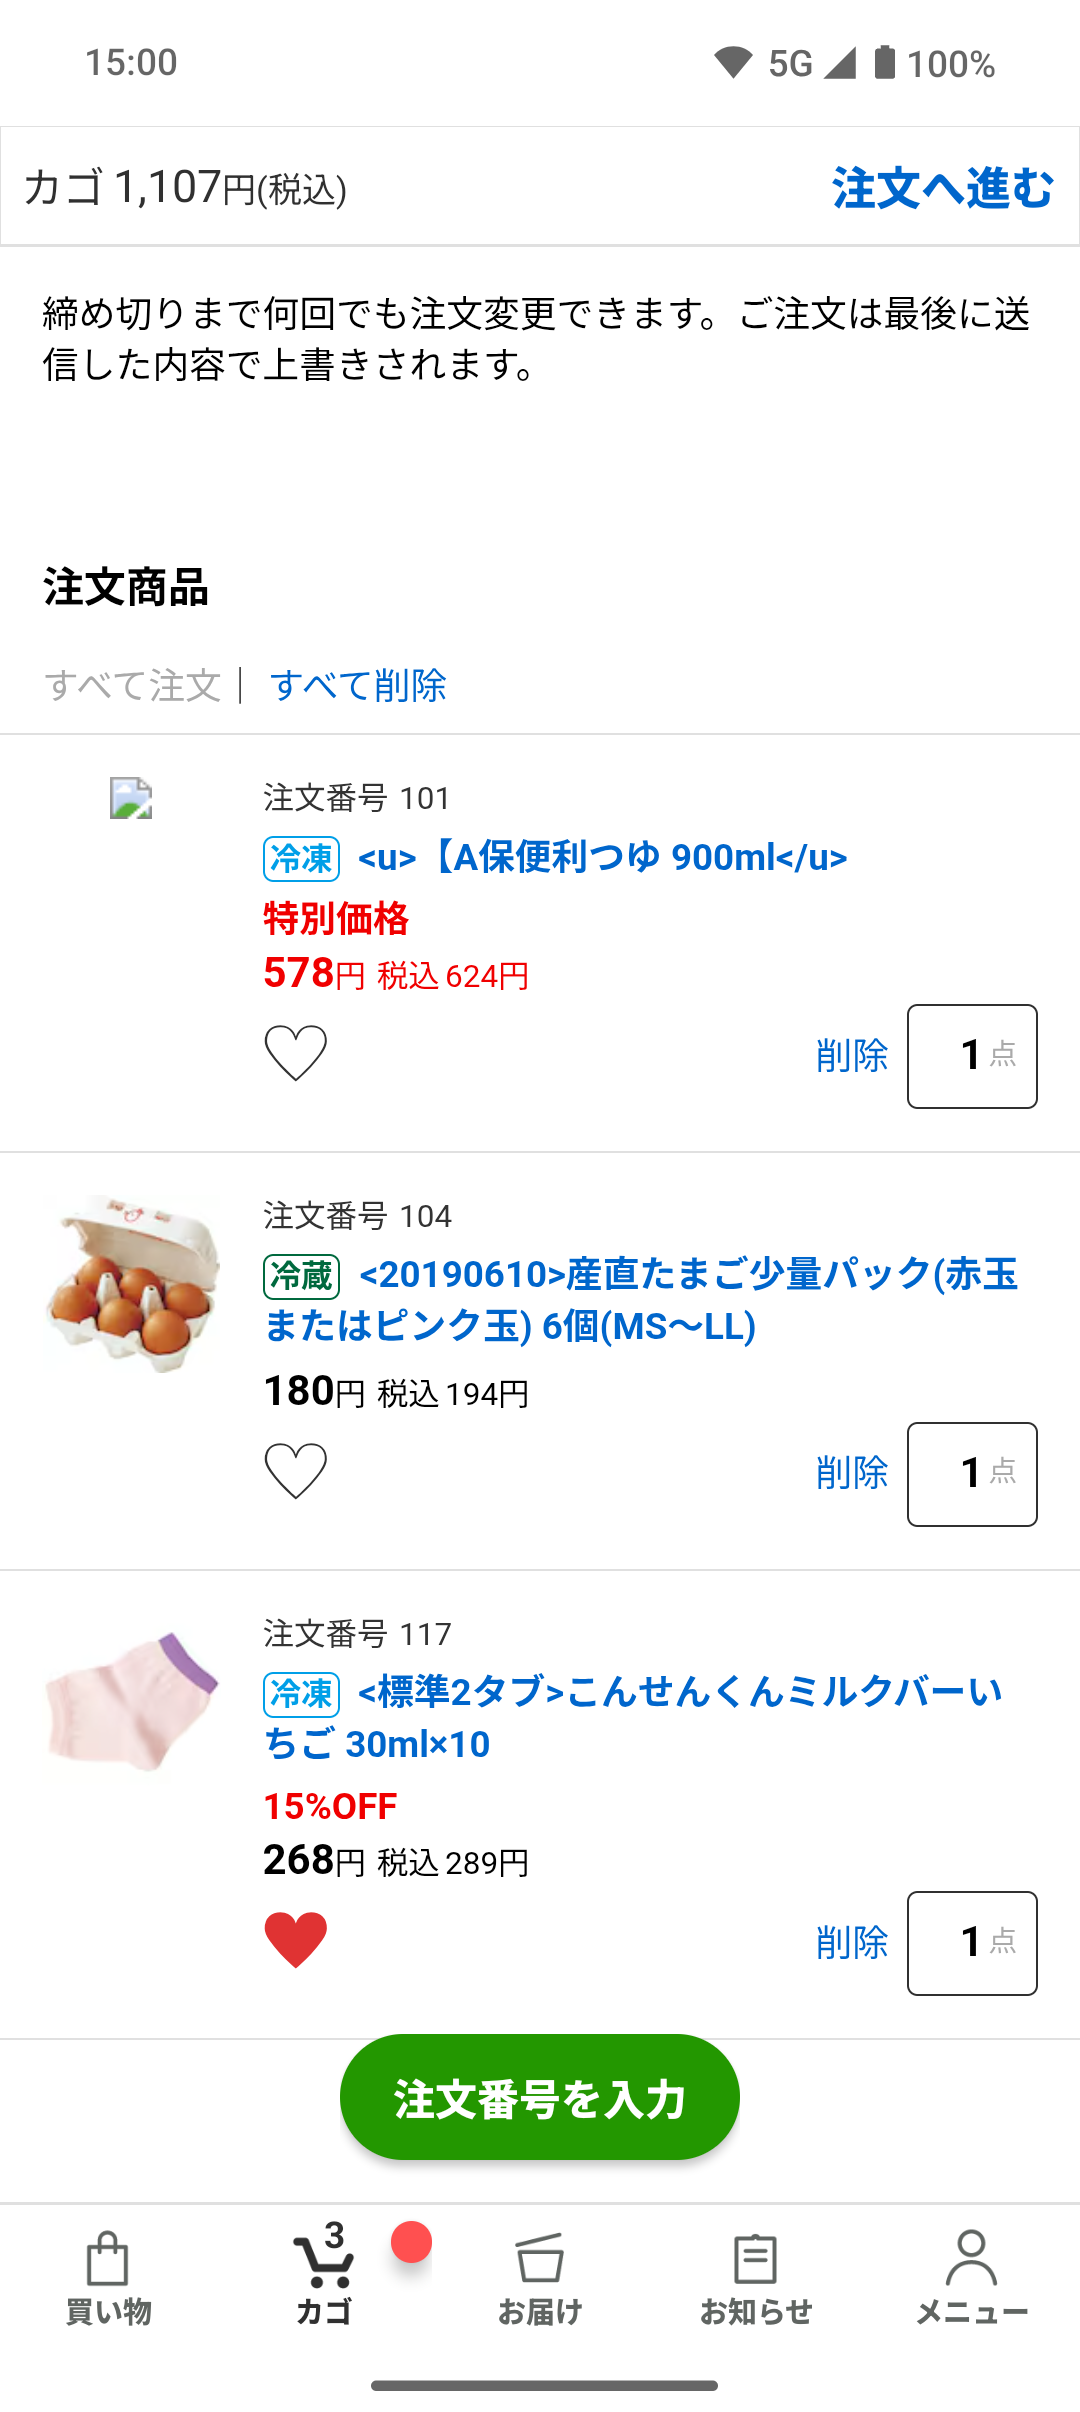 15:00
5G 100%
カゴ 1,107円(税込)
注文へ進む
締め切りまで何回でも注文変更できます。ご注文は最後に送
信した内容で上書きされます。
注文商品
すべて注文 | すべて削除
注文番号 101
冷凍 <u>【A保便利つゆ 900ml</u>
特別価格
578円 税込 624円
削除 1 点
注文番号 104
冷蔵 <20190610>産直たまご少量パック(赤玉
またはピンク玉) 6個(MS〜LL)
180円 税込 194円
削除 1 点
注文番号 117
冷凍 <標準2タブ>こんせんくんミルクバーい
ちご 30ml×10
15%OFF
268円 税込 289円
削除 1 点
注文番号を入力
3
買い物 カゴ お届け お知らせ メニュー